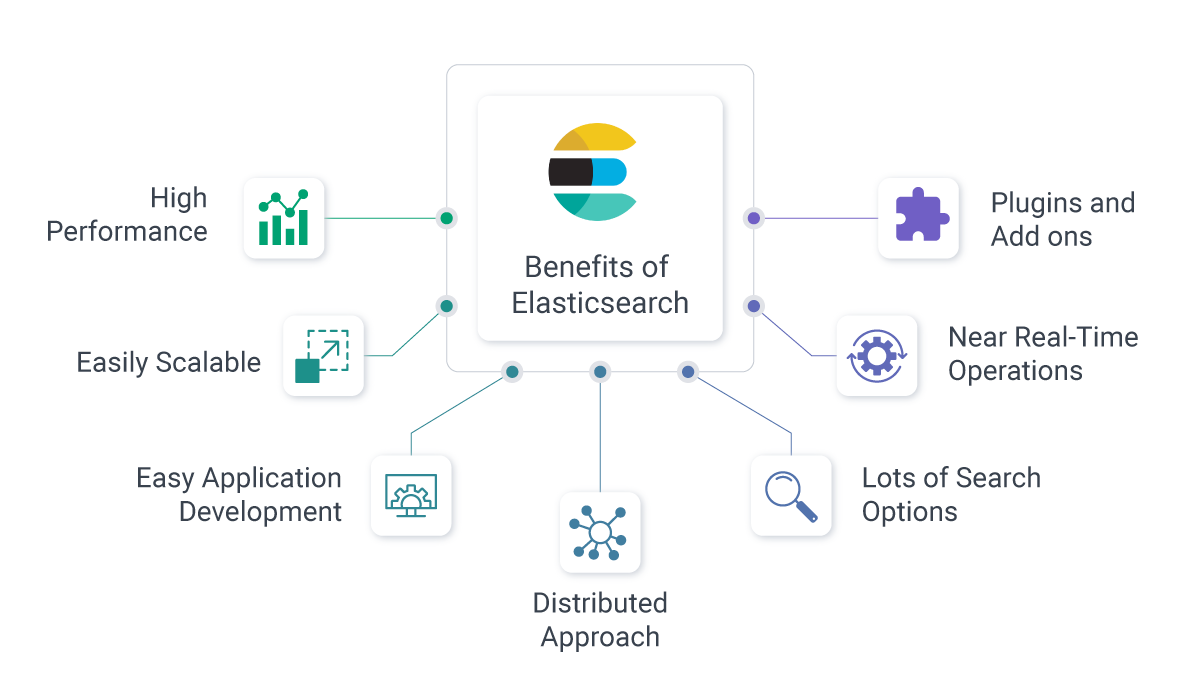 Benefits of
Elasticsearch
High
Performance
Easily Scalable
Easy Application
Development
Distributed
Approach
Lots of Search
Options
Near Real-Time
Operations
Plugins and
Add ons